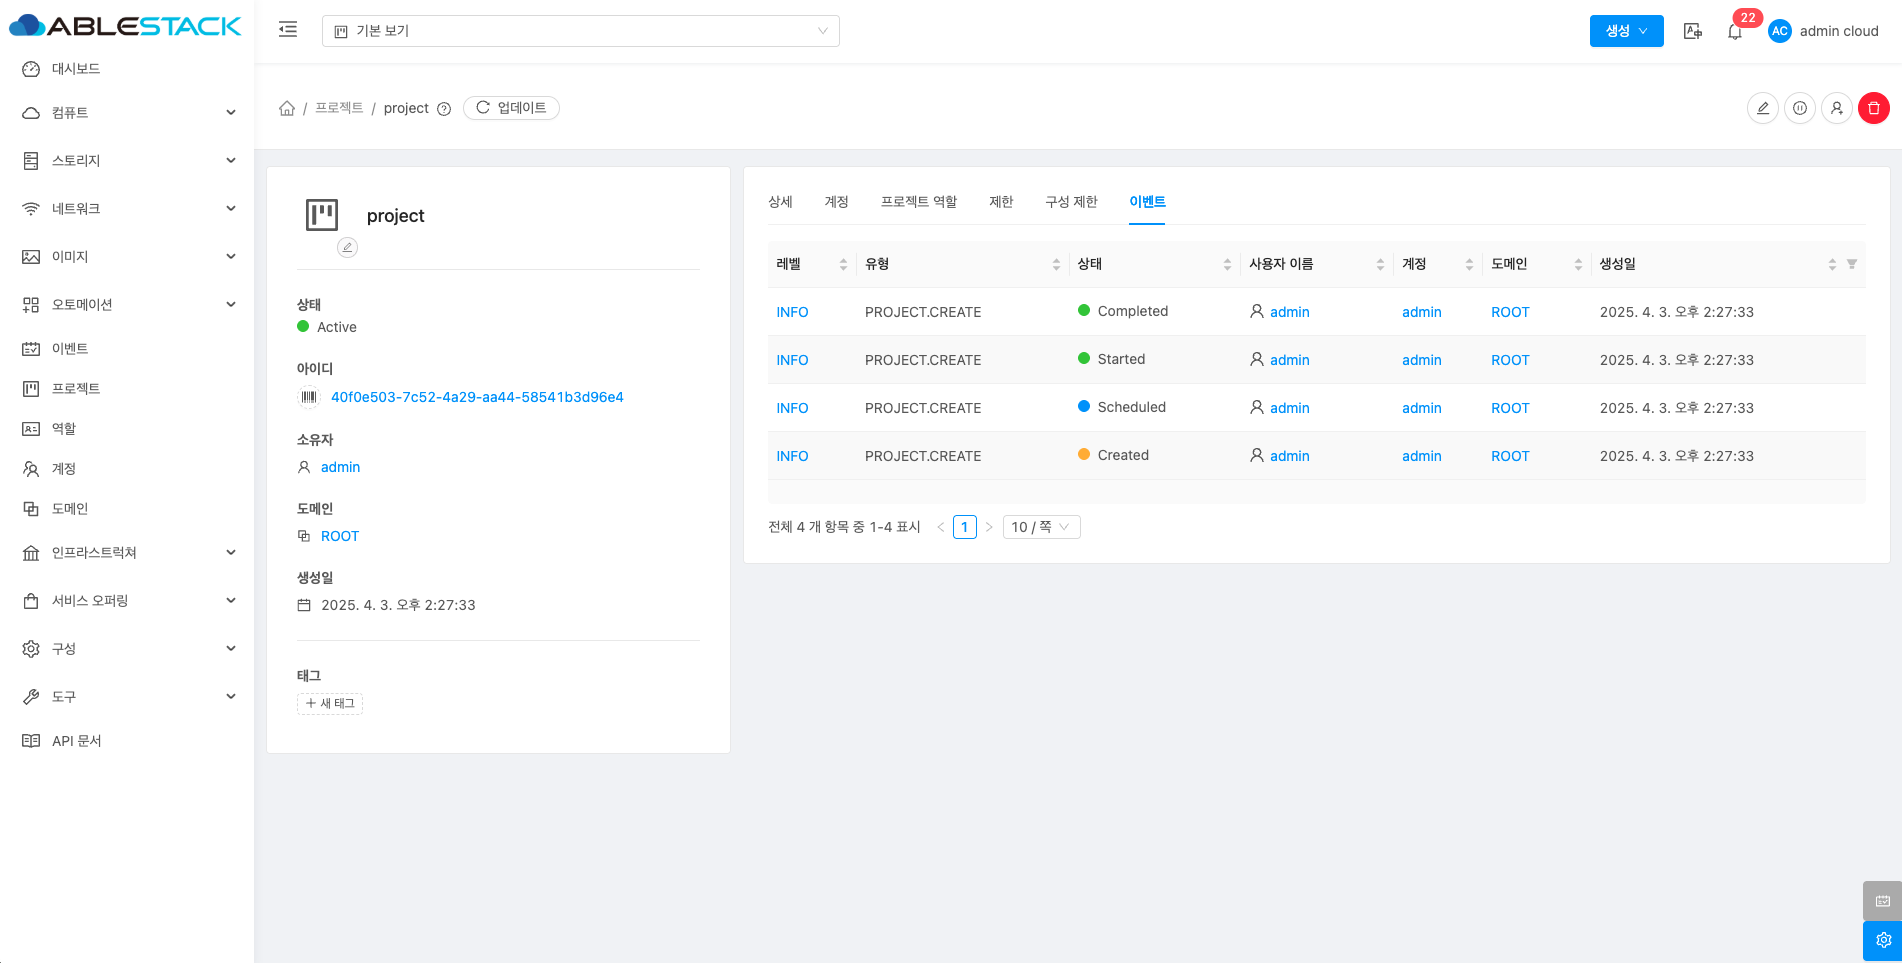 ABLESTACK
기본 보기
생성
22
AC
admin cloud
대시보드
컴퓨트
스토리지
네트워크
이미지
오토메이션
이벤트
프로젝트
역할
계정
도메인
인프라스트럭쳐
서비스 오퍼링
구성
도구
API 문서
/ 프로젝트 / project
업데이트
project
상태
Active
아이디
40f0e503-7c52-4a29-aa44-58541b3d96e4
소유자
admin
도메인
ROOT
생성일
2025. 4. 3. 오후 2:27:33
태그
+ 새 태그
상세 계정 프로젝트 역할 제한 구성 제한 이벤트
레벨 유형 상태 사용자 이름 계정 도메인 생성일
INFO PROJECT.CREATE Completed admin admin ROOT 2025. 4. 3. 오후 2:27:33
INFO PROJECT.CREATE Started admin admin ROOT 2025. 4. 3. 오후 2:27:33
INFO PROJECT.CREATE Scheduled admin admin ROOT 2025. 4. 3. 오후 2:27:33
INFO PROJECT.CREATE Created admin admin ROOT 2025. 4. 3. 오후 2:27:33
전체 4 개 항목 중 1-4 표시 < 1 > 10 / 쪽